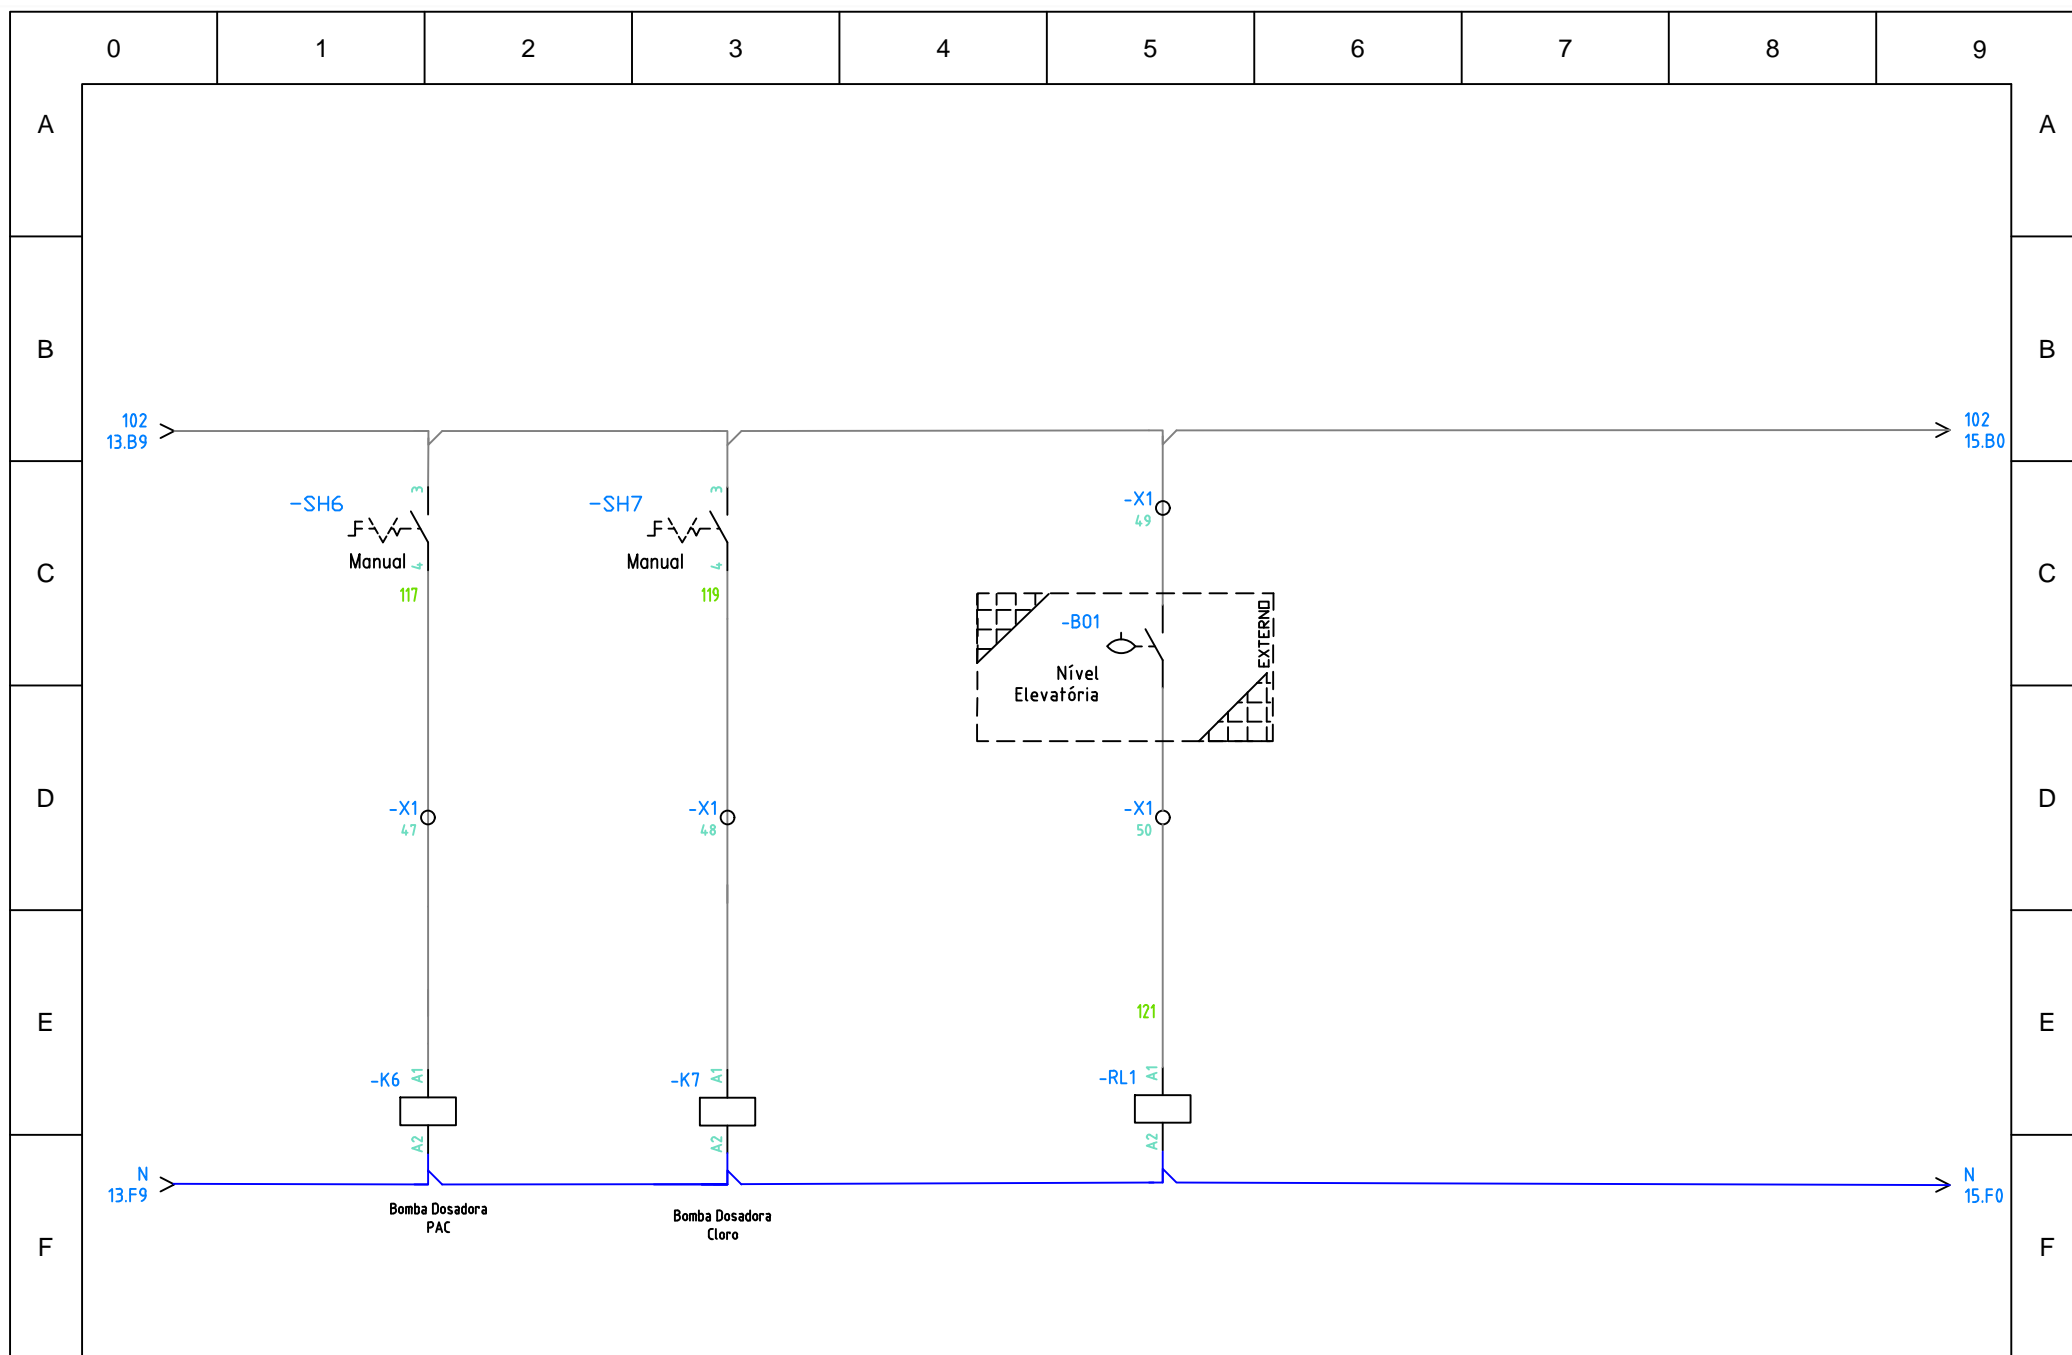 0 1 2 3 4 5 6 7 8 9
A A
B B
102 102
13.B9 15.B0
-SH6 3 -SH7 3 -X1
49
Manual 4 Manual 4
C C
117 119
-B01 EXTERNO
Nível
Elevatória
D D
-X1 -X1 -X1
47 48 50
E E
121
-K6 A1 -K7 A1 -RL1 A1
A2 A2 A2
N N
13.F9 15.F0
Bomba Dosadora Bomba Dosadora
PAC Cloro
F F